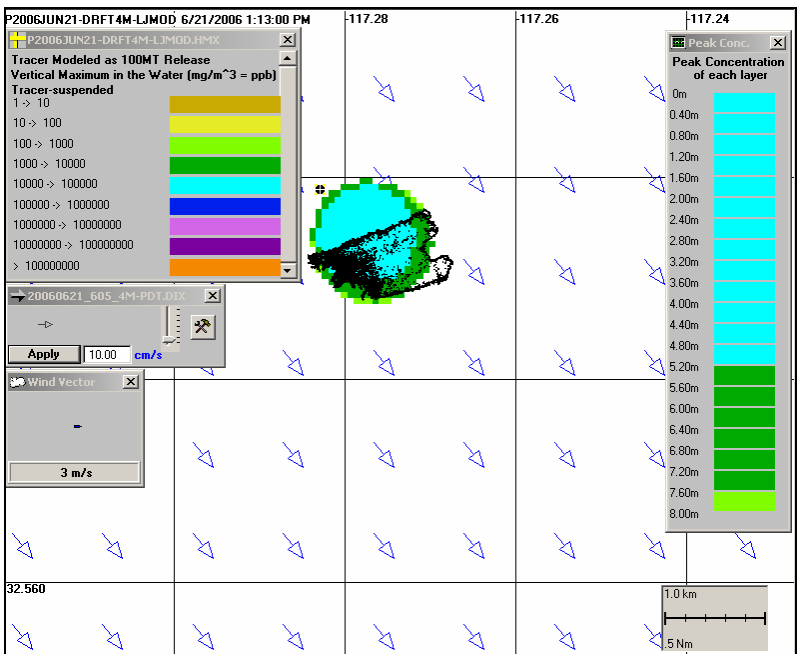 P2006JUN21-DRFT4M-LJMOD 6/21/2006 1:13:00 PM
-117.28
-117.26
-117.24
P2006JUN21-DRFT4M-LJMOD.HMX
Tracer Modeled as 100MT Release
Vertical Maximum in the Water (mg/m^3 = ppb)
Tracer-suspended
1 -> 10
10 -> 100
100 -> 1000
1000 -> 10000
10000 -> 100000
100000 -> 1000000
1000000 -> 10000000
10000000 -> 100000000
> 100000000
20060621_605_4M-PDT.DIX
Apply
10.00
cm/s
Wind Vector
3 m/s
Peak Conc.
Peak Concentration
of each layer
0m
0.40m
0.80m
1.20m
1.60m
2.00m
2.40m
2.80m
3.20m
3.60m
4.00m
4.40m
4.80m
5.20m
5.60m
6.00m
6.40m
6.80m
7.20m
7.60m
8.00m
32.560
1.0 km
.5 Nm